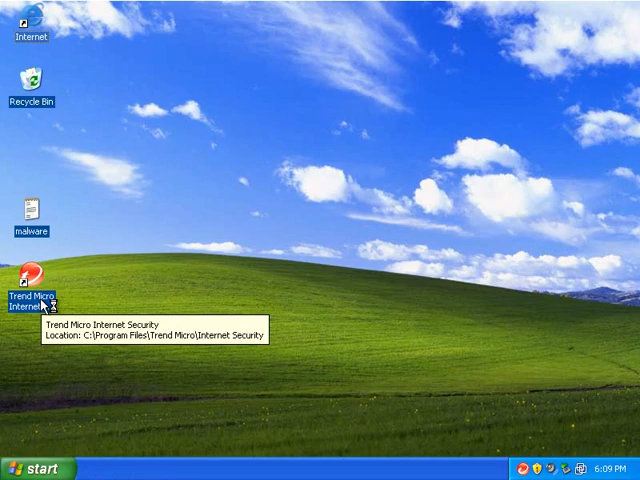 Internet
Recycle Bin
malware
Trend Micro
Internet
Trend Micro Internet Security
Location: C:\Program Files\Trend Micro\Internet Security
start
6:09 PM